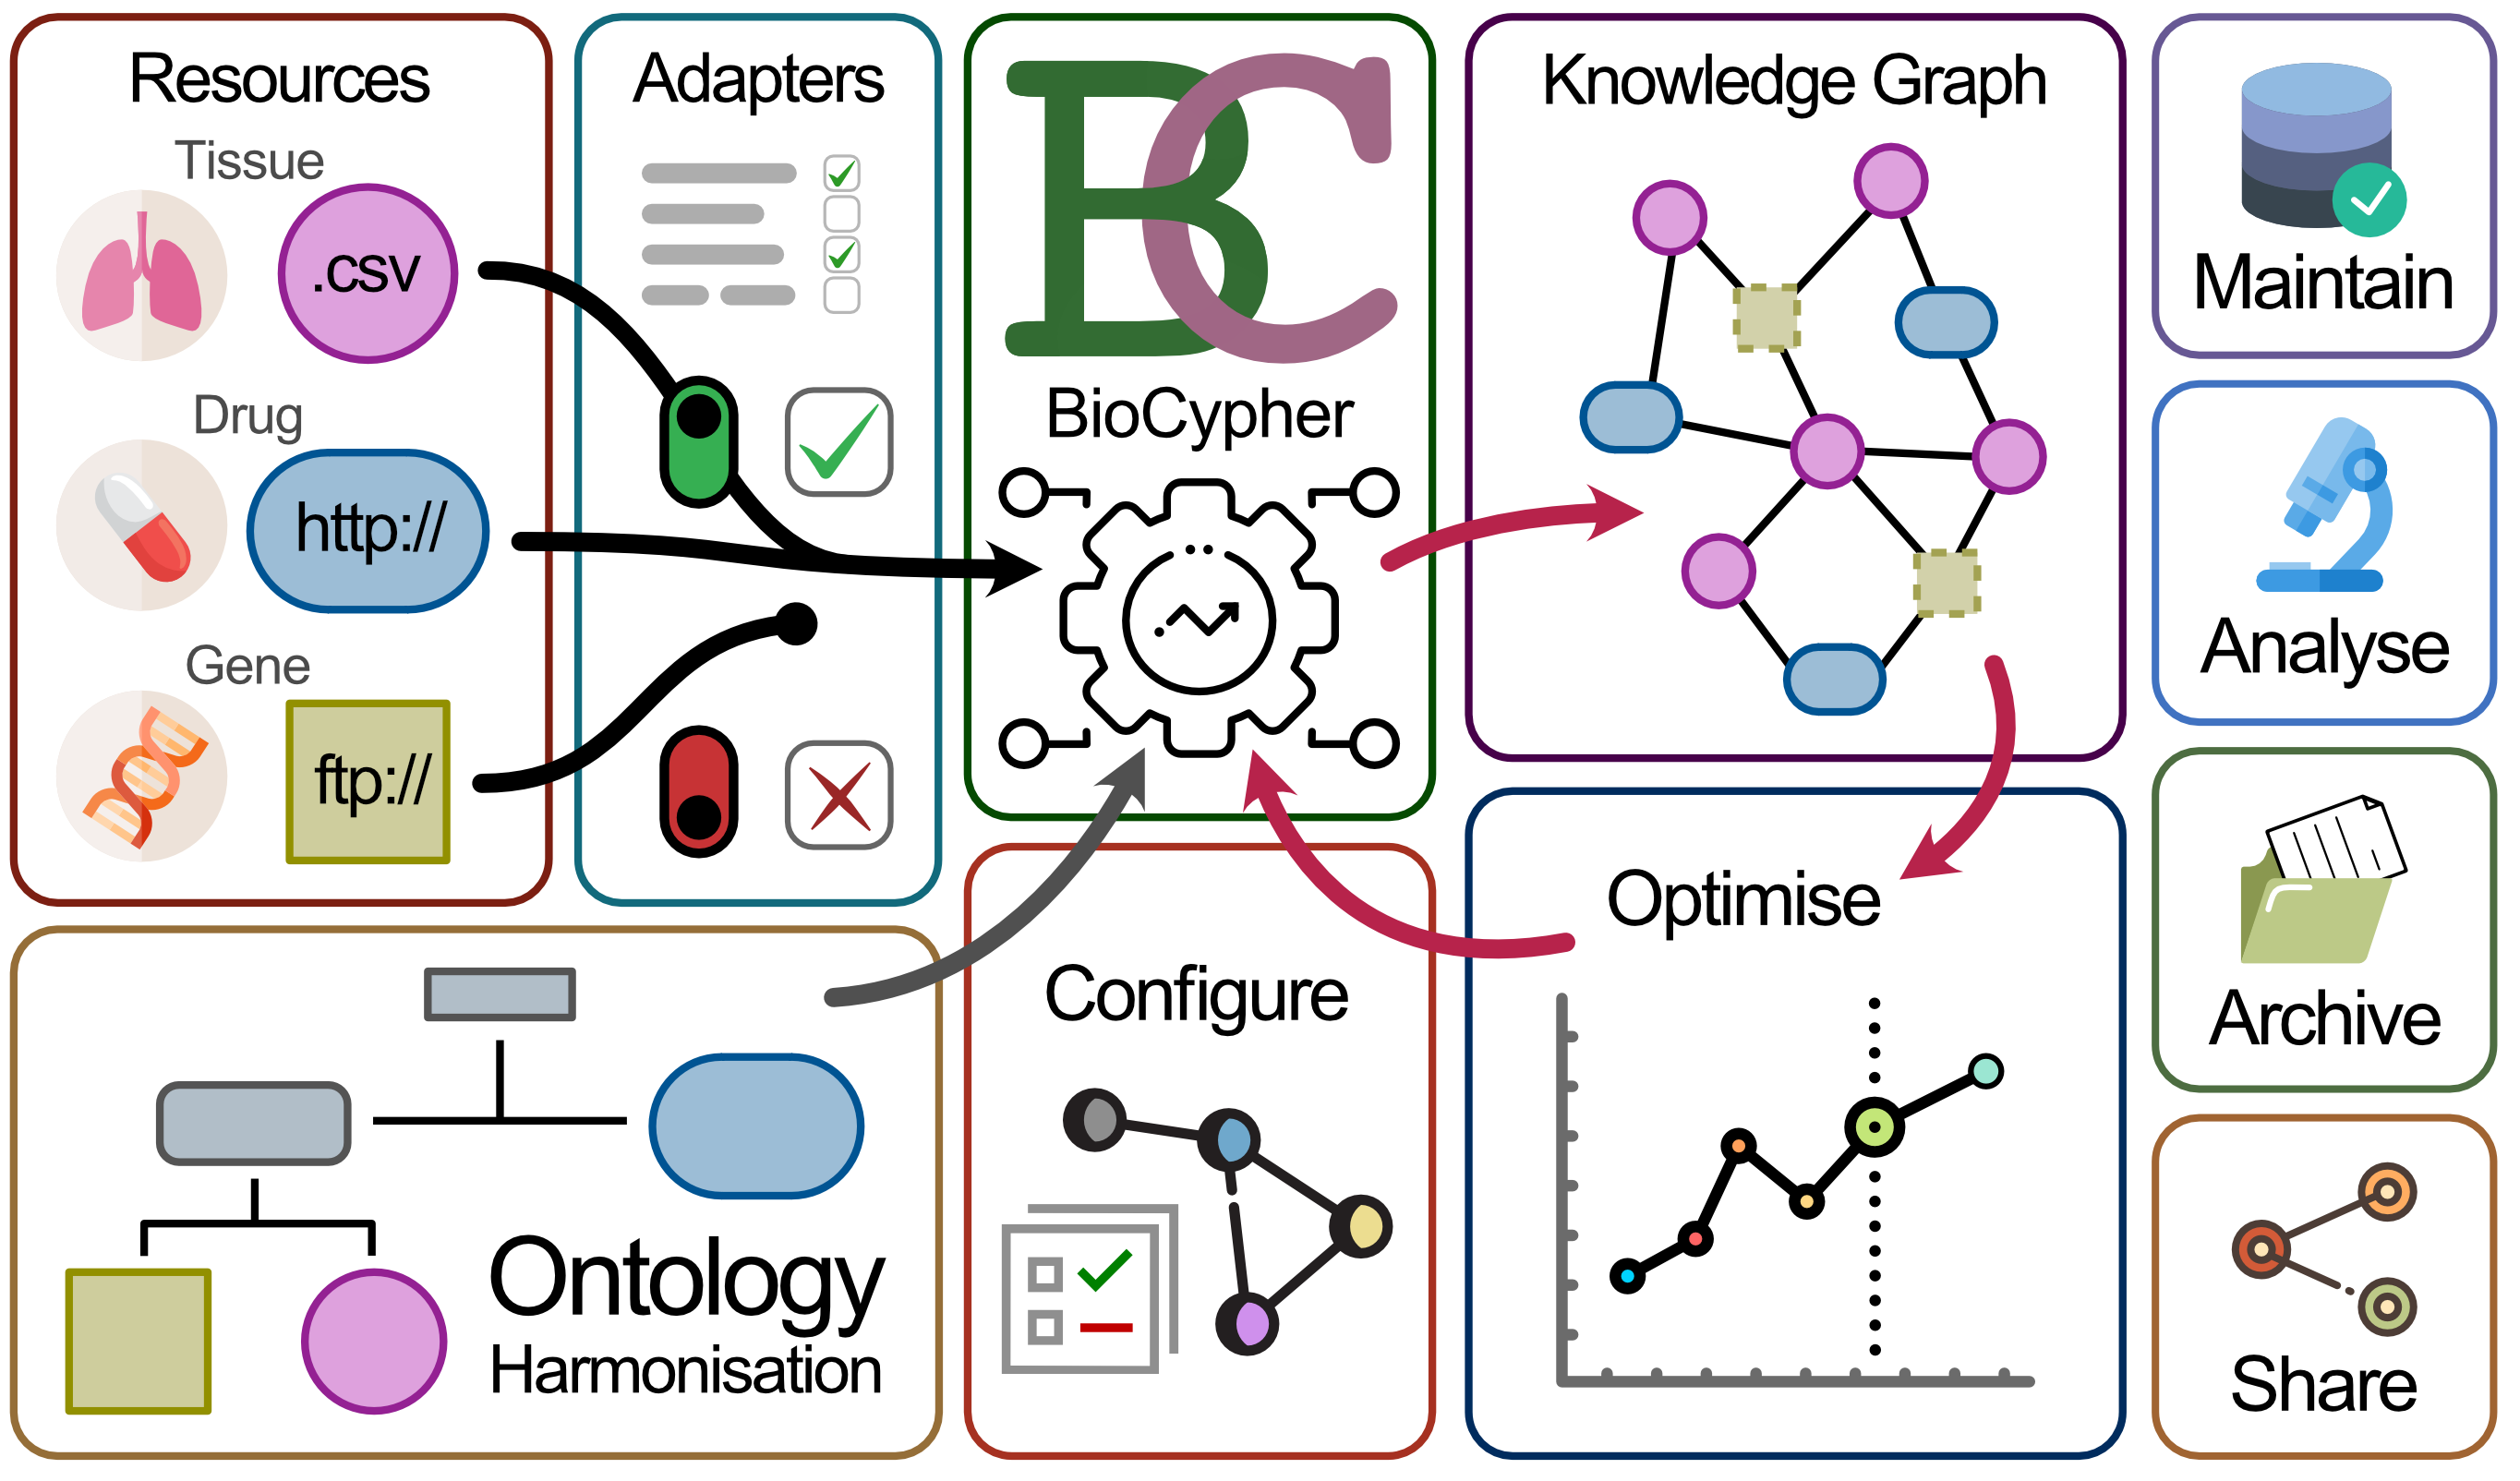 Resources
Tissue
.csv
Drug
http://
Gene
ftp://
Adapters
BC
BioCypher
Knowledge Graph
Maintain
Analyse
Archive
Share
Ontology
Harmonisation
Configure
Optimise